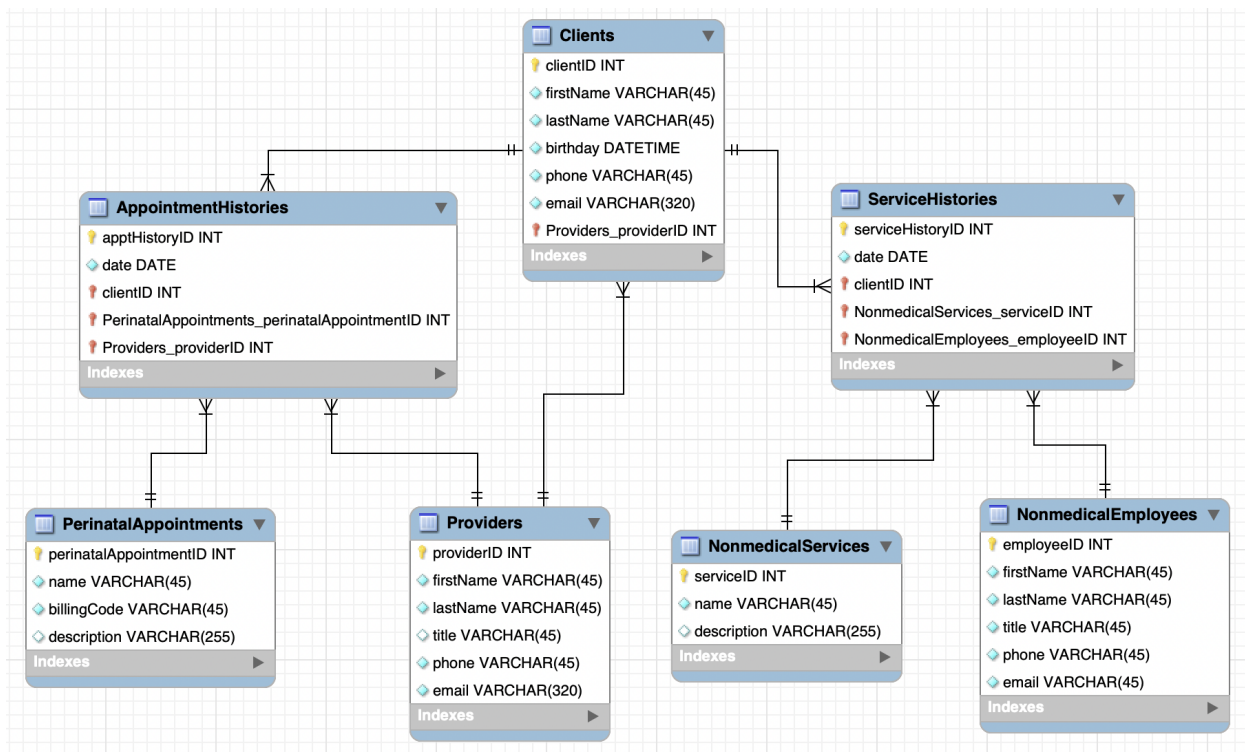 Clients
clientID INT
firstName VARCHAR(45)
lastName VARCHAR(45)
birthday DATETIME
phone VARCHAR(45)
email VARCHAR(320)
Providers_providerID INT
Indexes
AppointmentHistories
apptHistoryID INT
date DATE
clientID INT
PerinatalAppointments_perinatalAppointmentID INT
Providers_providerID INT
Indexes
ServiceHistories
serviceHistoryID INT
date DATE
clientID INT
NonmedicalServices_serviceID INT
NonmedicalEmployees_employeeID INT
Indexes
PerinatalAppointments
perinatalAppointmentID INT
name VARCHAR(45)
billingCode VARCHAR(45)
description VARCHAR(255)
Indexes
Providers
providerID INT
firstName VARCHAR(45)
lastName VARCHAR(45)
title VARCHAR(45)
phone VARCHAR(45)
email VARCHAR(320)
Indexes
NonmedicalServices
serviceID INT
name VARCHAR(45)
description VARCHAR(255)
Indexes
NonmedicalEmployees
employeeID INT
firstName VARCHAR(45)
lastName VARCHAR(45)
title VARCHAR(45)
phone VARCHAR(45)
email VARCHAR(45)
Indexes